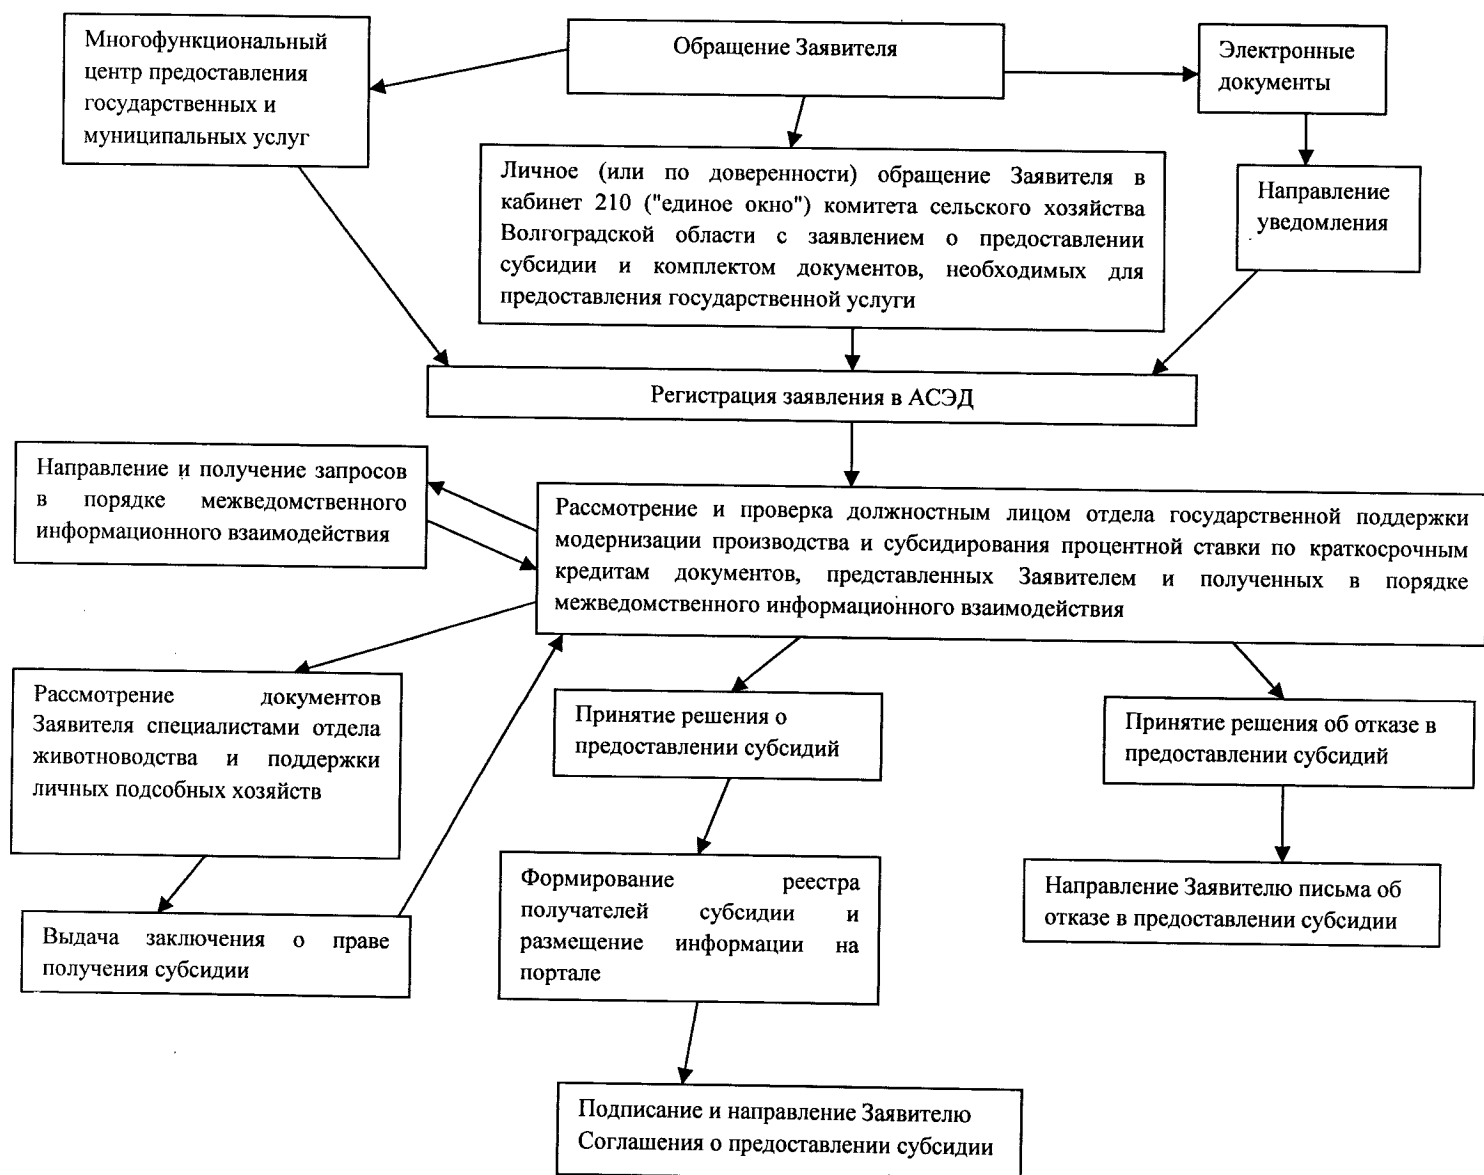 Многофункциональный
центр предоставления
государственных и
муниципальных услуг
Обращение Заявителя
Электронные
документы
Личное (или по доверенности) обращение Заявителя в
кабинет 210 ("единое окно") комитета сельского хозяйства
Волгоградской области с заявлением о предоставлении
субсидии и комплектом документов, необходимых для
предоставления государственной услуги
Направление
уведомления
Регистрация заявления в АСЭД
Направление и получение запросов
в порядке межведомственного
информационного взаимодействия
Рассмотрение и проверка должностным лицом отдела государственной поддержки
модернизации производства и субсидирования процентной ставки по краткосрочным
кредитам документов, представленных Заявителем и полученных в порядке
межведомственного информационного взаимодействия
Рассмотрение документов
Заявителя специалистами отдела
животноводства и поддержки
личных подсобных хозяйств
Принятие решения о
предоставлении субсидий
Принятие решения об отказе в
предоставлении субсидий
Выдача заключения о праве
получения субсидии
Формирование реестра
получателей субсидии и
размещение информации на
портале
Направление Заявителю письма об
отказе в предоставлении субсидии
Подписание и направление Заявителю
Соглашения о предоставлении субсидии